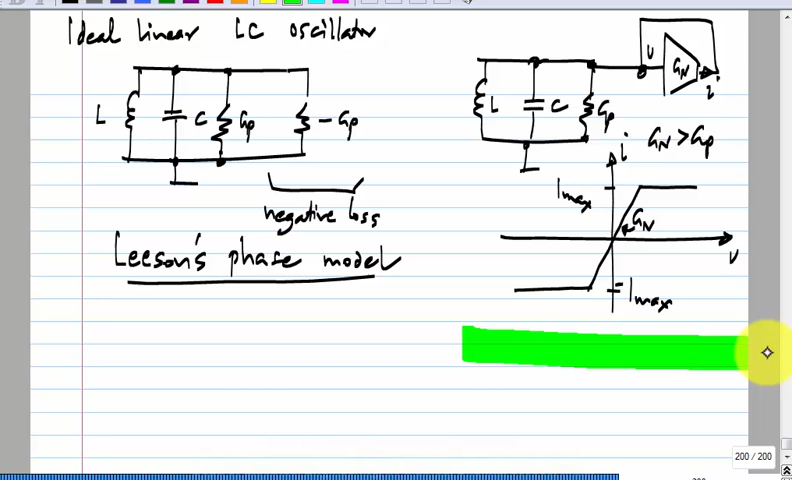 Ideal Linear LC oscillator
L
C
Gp
-Gp
negative loss
Leeson's phase model
L
C
Gp
V
GN
i
GN > Gp
i
Imax
GN
V
-Imax
200 / 200